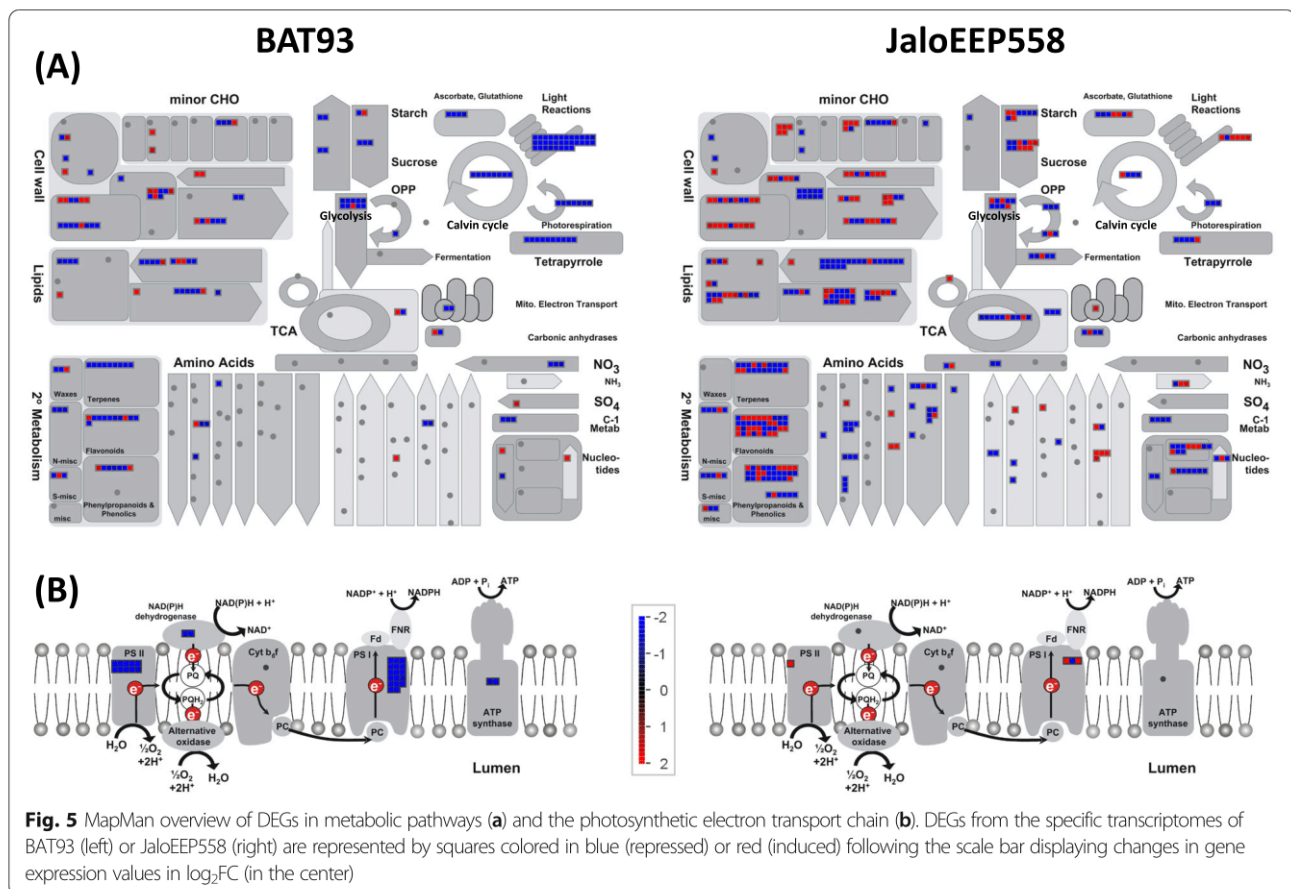 BAT93
JaloEEP558
(A)
minor CHO
Cell wall
Lipids
2° Metabolism
Starch
Sucrose
OPP
Glycolysis
Ascorbate, Glutathione
Light
Reactions
Calvin cycle
Photorespiration
Tetrapyrrole
Fermentation
Mito. Electron Transport
TCA
Carbonic anhydrases
Amino Acids
NO3
NH3
SO4
C-1
Metab
Nucleo-
tides
Waxes
Terpenes
N-misc
Flavonoids
S-misc
misc
Phenylpropanoids &
Phenolics
minor CHO
Cell wall
Lipids
2° Metabolism
Starch
Sucrose
OPP
Glycolysis
Ascorbate, Glutathione
Light
Reactions
Calvin cycle
Photorespiration
Tetrapyrrole
Fermentation
Mito. Electron Transport
TCA
Carbonic anhydrases
Amino Acids
NO3
NH3
SO4
C-1
Metab
Nucleo-
tides
Waxes
Terpenes
N-misc
Flavonoids
S-misc
misc
Phenylpropanoids &
Phenolics
(B)
NAD(P)H
dehydrogenase
NAD(P)H + H+
NAD+
NADP+ + H+
NADPH
ADP + Pi
ATP
PS II
Cyt b6f
Fd
FNR
PS I
e-
PQ
PQH2
e-
e-
e-
e-
PC
PC
Alternative
oxidase
ATP
synthase
H2O
½O2
+2H+
½O2
+2H+
H2O
Lumen
-2
-1
0
1
2
NAD(P)H
dehydrogenase
NAD(P)H + H+
NAD+
NADP+ + H+
NADPH
ADP + Pi
ATP
PS II
Cyt b6f
Fd
FNR
PS I
e-
PQ
PQH2
e-
e-
e-
e-
PC
PC
Alternative
oxidase
ATP
synthase
H2O
½O2
+2H+
½O2
+2H+
H2O
Lumen
Fig. 5 MapMan overview of DEGs in metabolic pathways (a) and the photosynthetic electron transport chain (b). DEGs from the specific transcriptomes of
BAT93 (left) or JaloEEP558 (right) are represented by squares colored in blue (repressed) or red (induced) following the scale bar displaying changes in gene
expression values in log2FC (in the center)